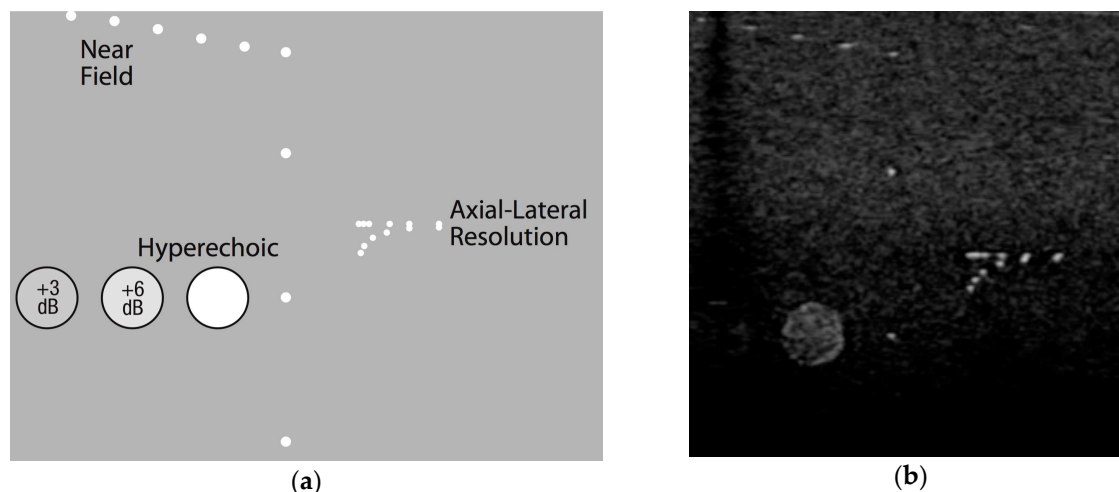 Near
Field
Axial-Lateral
Resolution
Hyperechoic
+3
dB
+6
dB
(a)
(b)